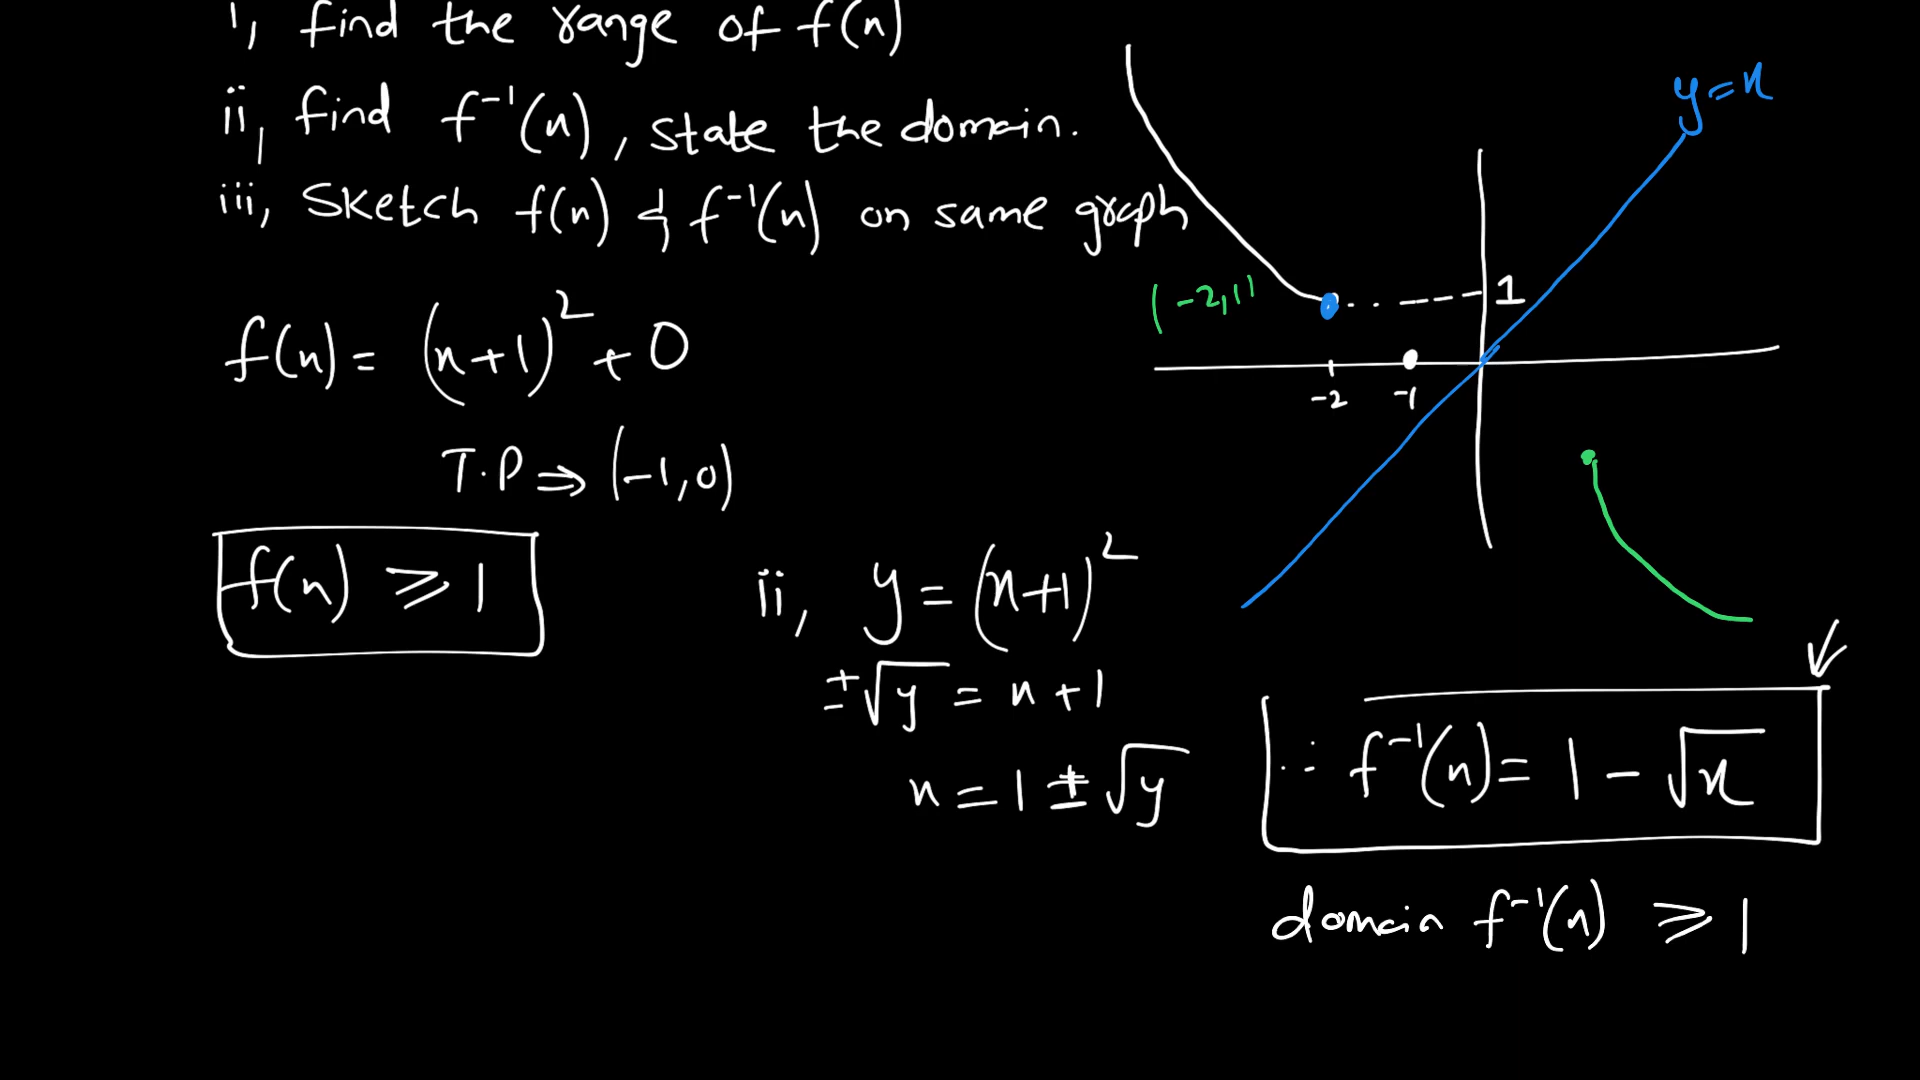 i, find the range of f(n)
ii, find f⁻¹(n), state the domain.
iii, Sketch f(n) & f⁻¹(n) on same graph
y=x
(-2,1)
1
-2 -1
f(n) = (n+1)² + 0
T.P ⇒ (-1,0)
f(n) ≥ 1
ii, y = (n+1)²
±√y = n+1
n = 1 ± √y
∴ f⁻¹(n) = 1 - √x
domain f⁻¹(n) ≥ 1